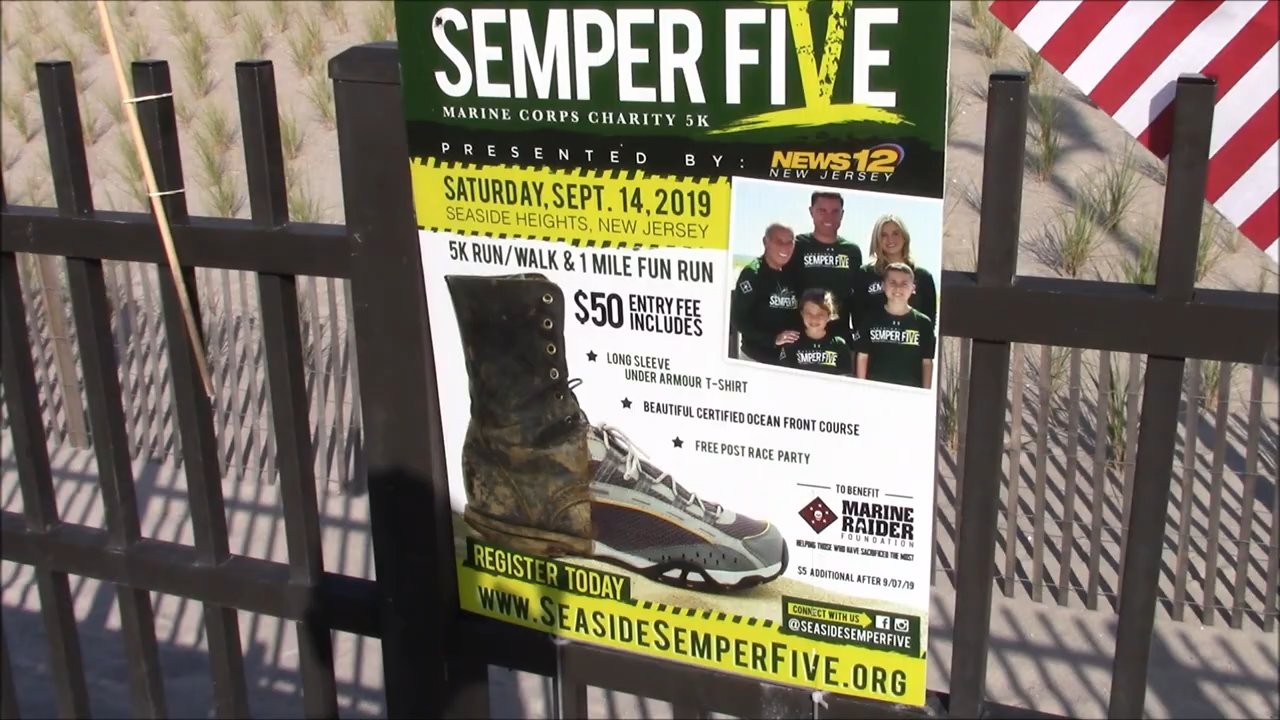 SEMPER FIVE
MARINE CORPS CHARITY 5K
PRESENTED BY: NEWS 12
NEW JERSEY
SATURDAY, SEPT. 14, 2019
SEASIDE HEIGHTS, NEW JERSEY
5K RUN/WALK & 1 MILE FUN RUN
$50 ENTRY FEE
INCLUDES
LONG SLEEVE
UNDER ARMOUR T-SHIRT
BEAUTIFUL CERTIFIED OCEAN FRONT COURSE
FREE POST RACE PARTY
SEMPER FIVE
SEMPER FIVE
SEMPER FIVE
TO BENEFIT
MARINE
RAIDER
FOUNDATION
HELPING THOSE WHO HAVE SACRIFICED THE MOST
$5 ADDITIONAL AFTER 9/07/19
REGISTER TODAY
CONNECT WITH US
@SEASIDESEMPERFIVE
WWW.SEASIDESEMPERFIVE.ORG